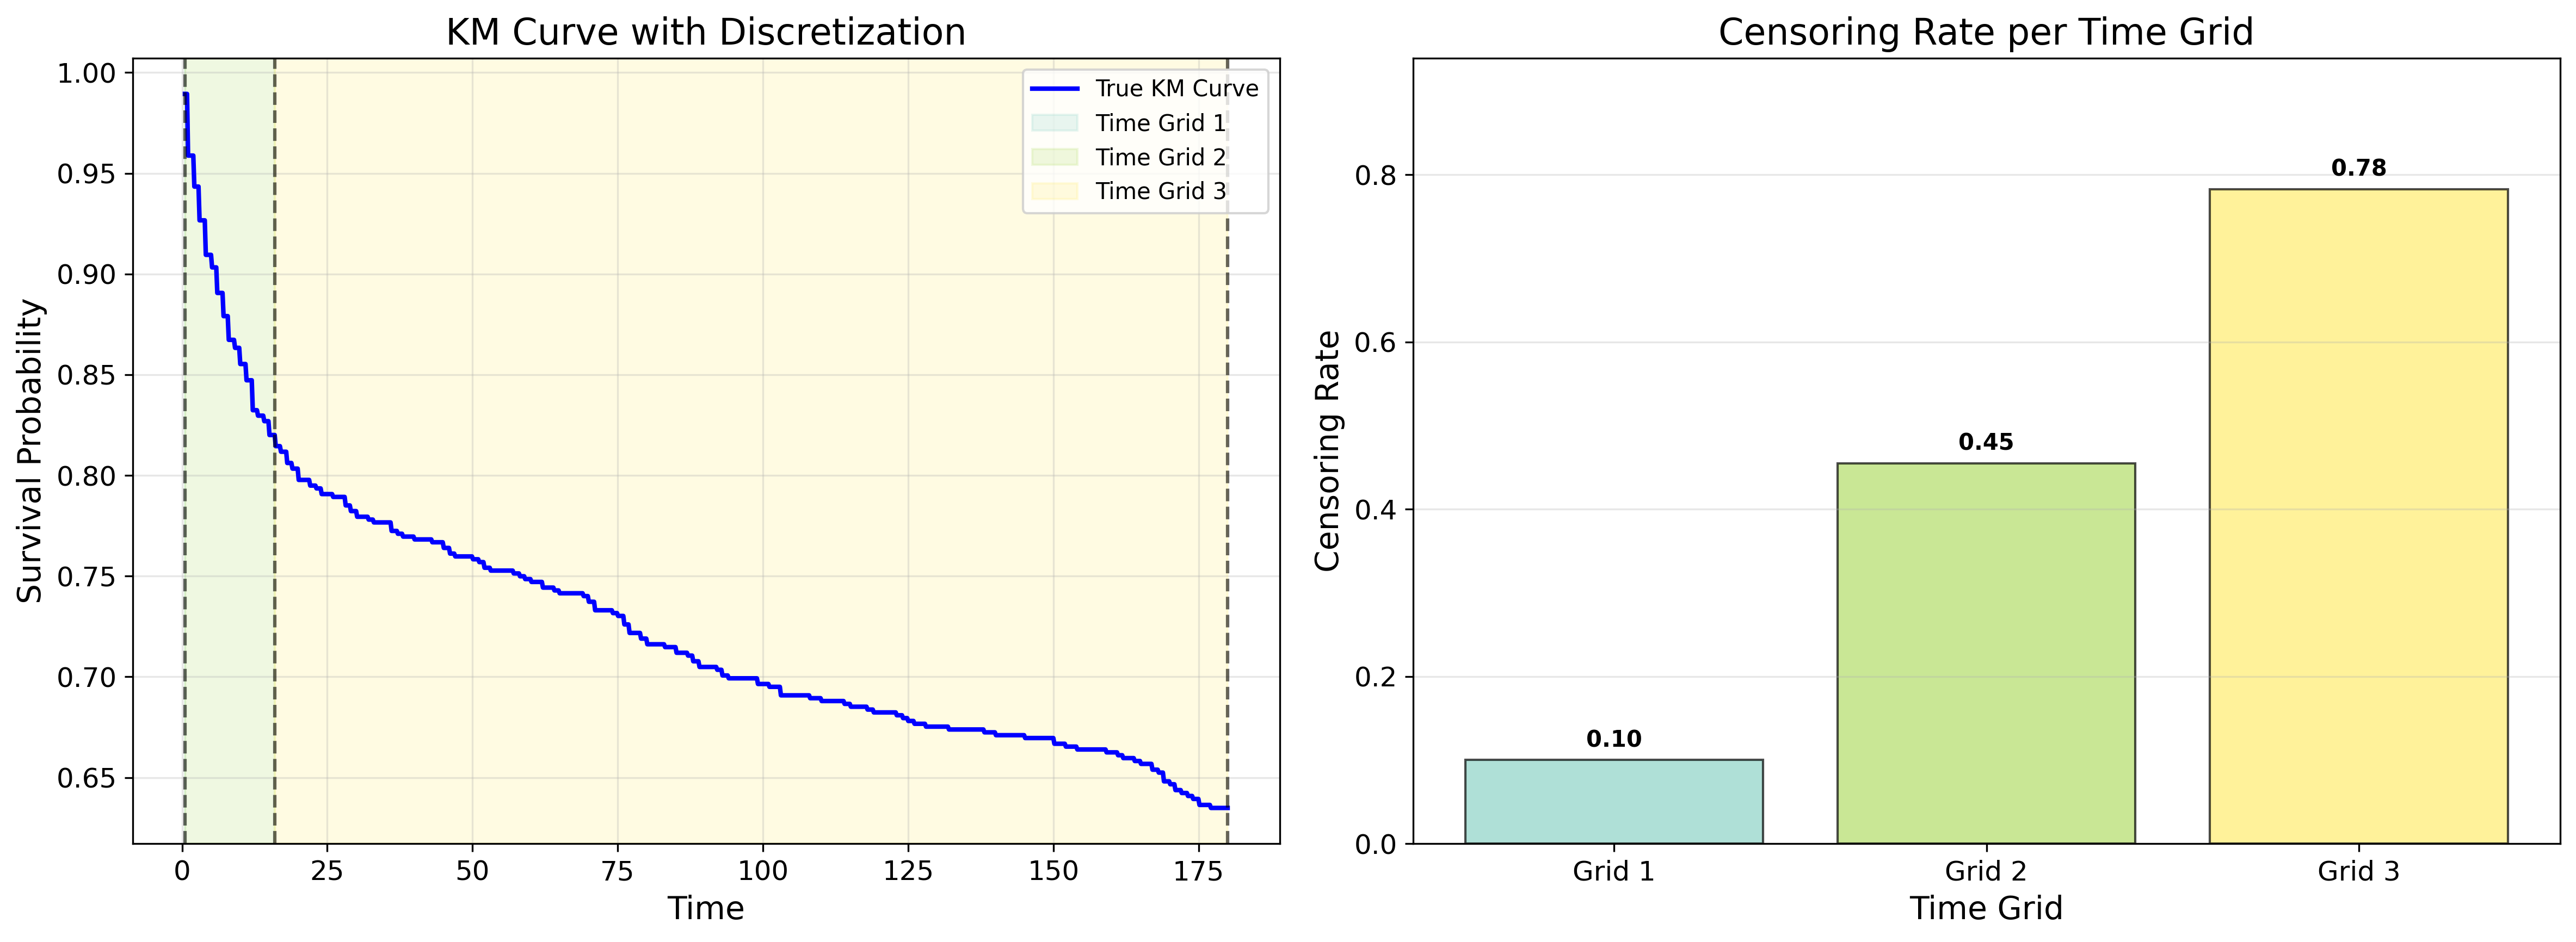 KM Curve with Discretization
True KM Curve
Time Grid 1
Time Grid 2
Time Grid 3
Survival Probability
1.00
0.95
0.90
0.85
0.80
0.75
0.70
0.65
0 25 50 75 100 125 150 175
Time
Censoring Rate per Time Grid
Censoring Rate
0.8
0.6
0.4
0.2
0.0
0.10
0.45
0.78
Grid 1 Grid 2 Grid 3
Time Grid